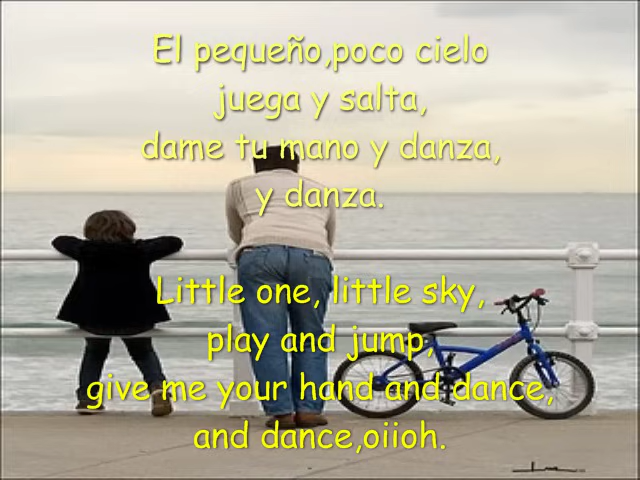 El pequeño,poco cielo
juega y salta,
dame tu mano y danza,
y danza.
Little one, little sky,
play and jump,
give me your hand and dance,
and dance,oiioh.